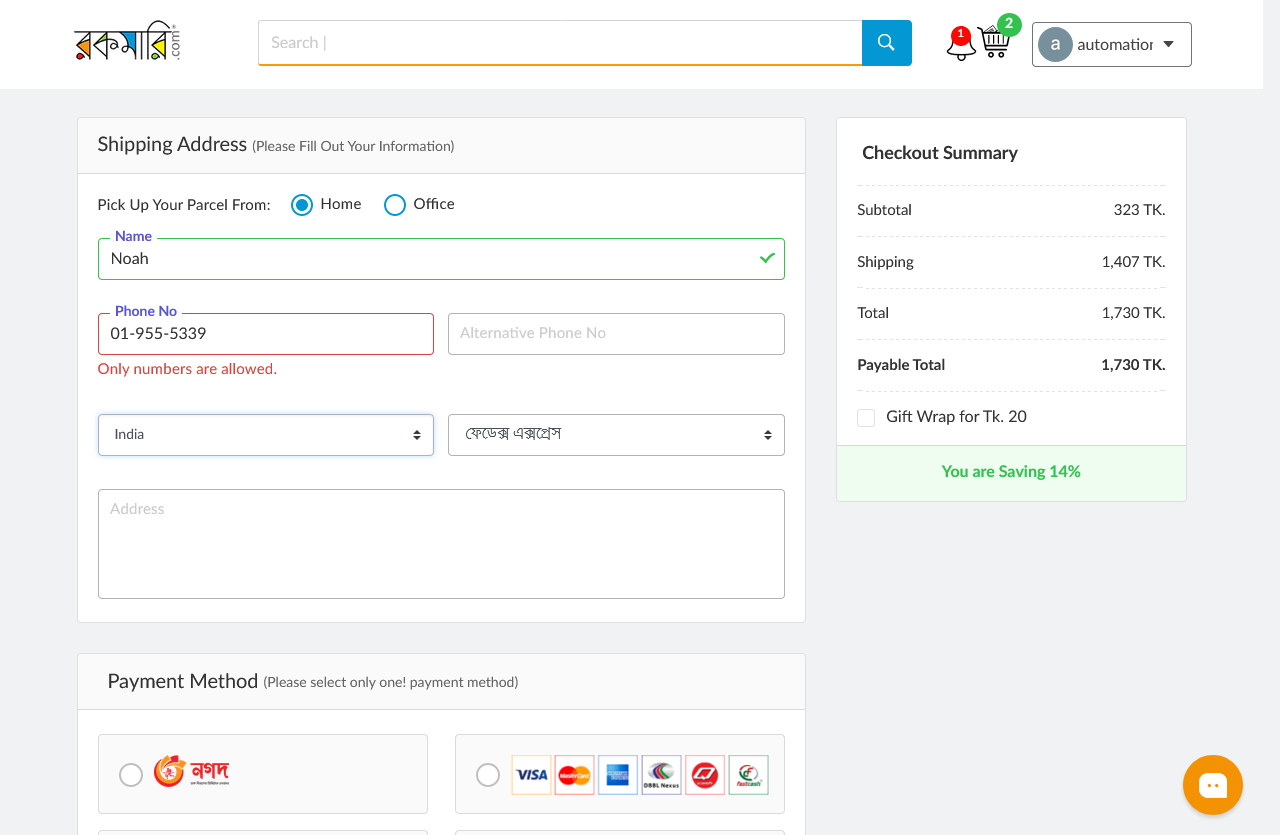 রকমারি.com
Search |
1
2
a automation
Shipping Address (Please Fill Out Your Information)
Pick Up Your Parcel From: Home Office
Name
Noah
Phone No
01-955-5339
Alternative Phone No
Only numbers are allowed.
India
ফেডেক্স এক্সপ্রেস
Address
Checkout Summary
Subtotal 323 TK.
Shipping 1,407 TK.
Total 1,730 TK.
Payable Total 1,730 TK.
Gift Wrap for Tk. 20
You are Saving 14%
Payment Method (Please select only one! payment method)
নগদ
VISA MasterCard DBBL Nexus fastcash